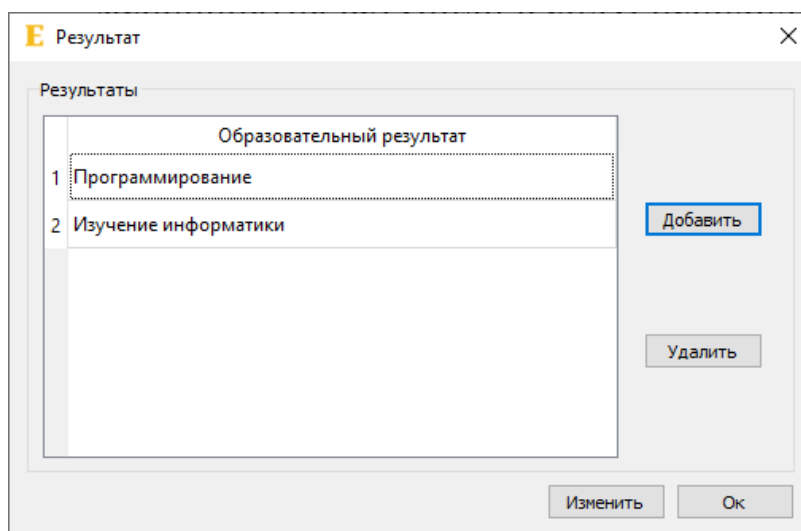 E Результат
Результаты
Образовательный результат
1 Программирование
2 Изучение информатики
Добавить
Удалить
Изменить
Ок